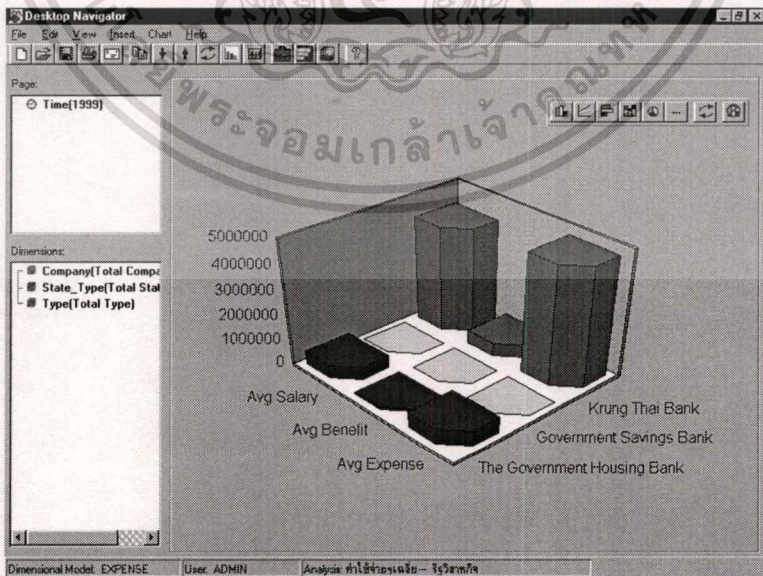 Desktop Navigator
File Edit View Insert Chart Help
Page:
Time(1999)
Dimensions:
Company(Total Compa
State_Type(Total Stat
Type(Total Type)
5000000
4000000
3000000
2000000
1000000
0
Avg Salary
Avg Benefit
Avg Expense
Krung Thai Bank
Government Savings Bank
The Government Housing Bank
Dimensional Model: EXPENSE
User: ADMIN
Analysis: ค่าใช้จ่ายๆเฉลี่ย -- รัฐวิสาหกิจ